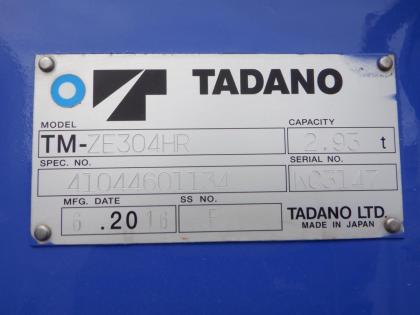 TADANO
MODEL CAPACITY
TM-ZE304HR 2.93 t
SPEC. NO. SERIAL NO.
41044601134 KC3147
MFG. DATE SS NO.
6 .2016 F TADANO LTD.
MADE IN JAPAN